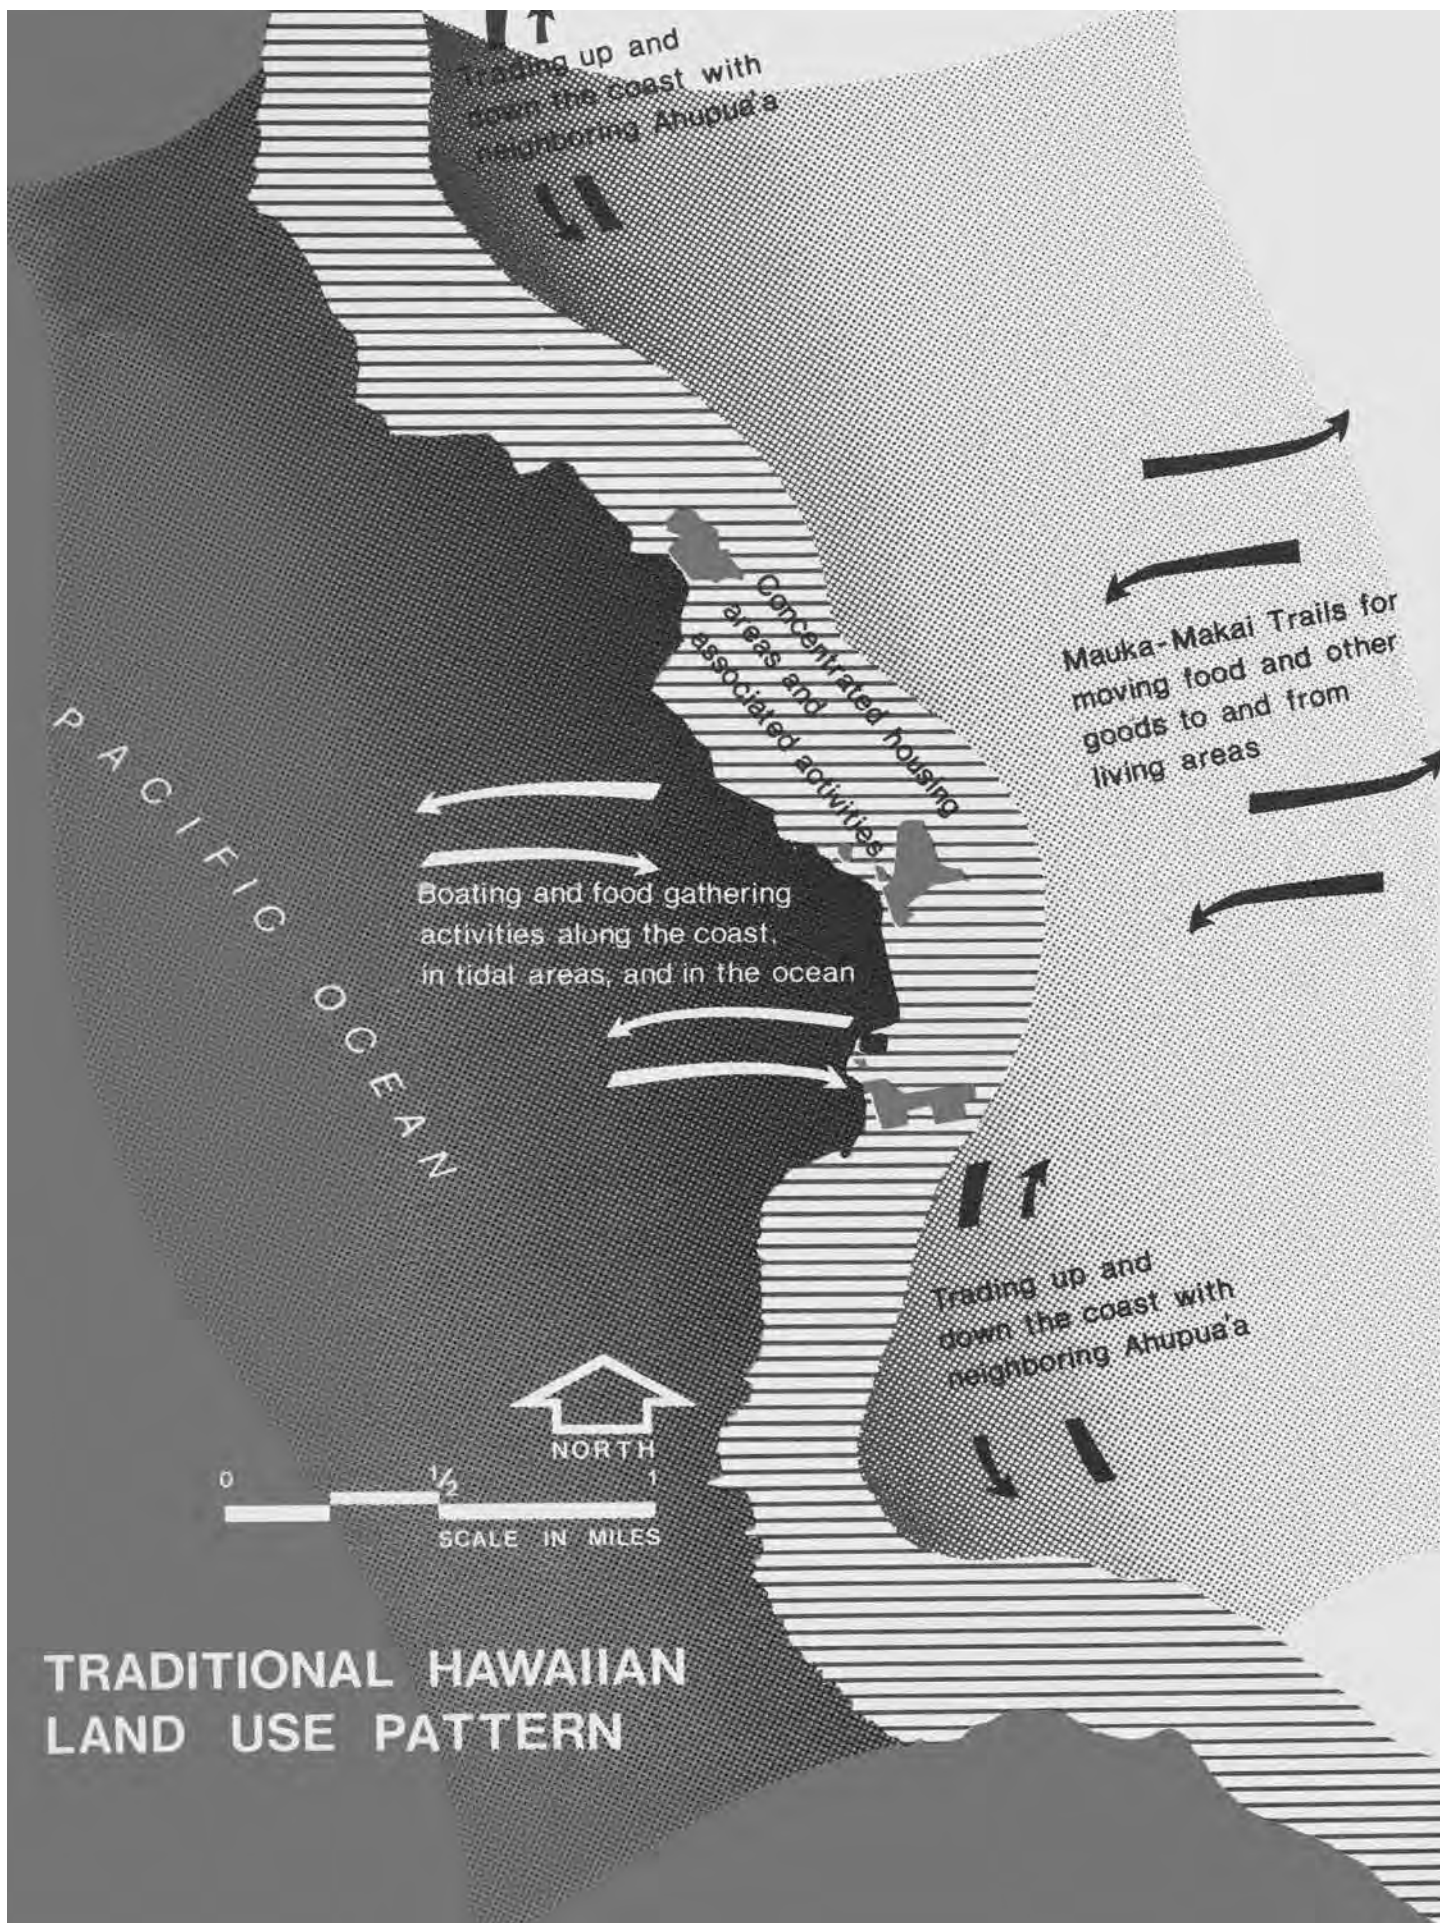 Trading up and
down the coast with
neighboring Ahupua'a
Mauka-Makai Trails for
moving food and other
goods to and from
living areas
Concentrated housing
areas and
associated activities
PACIFIC OCEAN
Boating and food gathering
activities along the coast,
in tidal areas, and in the ocean
Trading up and
down the coast with
neighboring Ahupua'a
NORTH
0 1/2 1
SCALE IN MILES
TRADITIONAL HAWAIIAN
LAND USE PATTERN